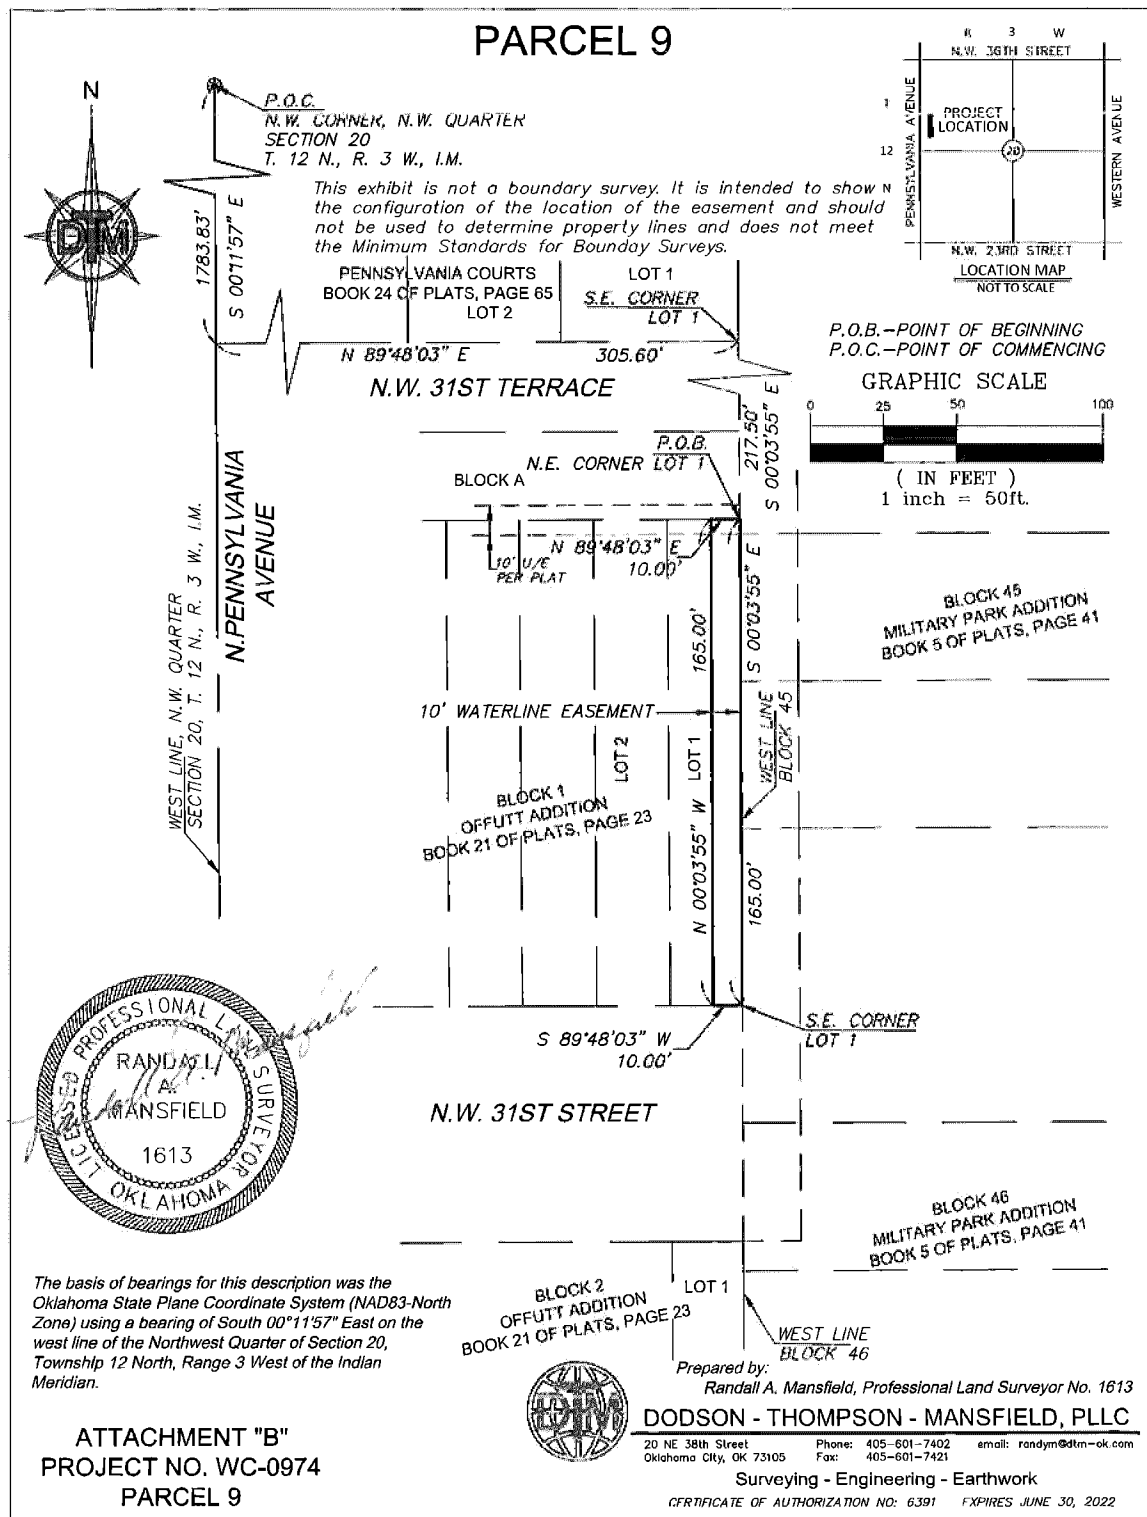 PARCEL 9
R 3 W
N.W. 36TH STREET
PENNSYLVANIA AVENUE
WESTERN AVENUE
1
12
N
PROJECT
LOCATION
20
N.W. 23RD STREET
LOCATION MAP
NOT TO SCALE
N
DTM
P.O.C.
N.W. CORNER, N.W. QUARTER
SECTION 20
T. 12 N., R. 3 W., I.M.
This exhibit is not a boundary survey. It is intended to show
the configuration of the location of the easement and should
not be used to determine property lines and does not meet
the Minimum Standards for Bounday Surveys.
1783.83'
S 00°11'57" E
PENNSYLVANIA COURTS
BOOK 24 OF PLATS, PAGE 65
LOT 2
LOT 1
S.E. CORNER
LOT 1
N 89°48'03" E
305.60'
N.W. 31ST TERRACE
P.O.B.-POINT OF BEGINNING
P.O.C.-POINT OF COMMENCING
GRAPHIC SCALE
0 25 50 100
( IN FEET )
1 inch = 50ft.
217.50'
S 00°03'55" E
P.O.B.
N.E. CORNER LOT 1
BLOCK A
N 89°48'03" E
10.00'
10' U/E
PER PLAT
N.PENNSYLVANIA
AVENUE
WEST LINE, N.W. QUARTER
SECTION 20, T. 12 N., R. 3 W., I.M.
165.00'
S 00°03'55" E
BLOCK 45
MILITARY PARK ADDITION
BOOK 5 OF PLATS, PAGE 41
10' WATERLINE EASEMENT
LOT 2
LOT 1
WEST LINE
BLOCK 45
BLOCK 1
OFFUTT ADDITION
BOOK 21 OF PLATS, PAGE 23
N 00°03'55" W
165.00'
S 89°48'03" W
10.00'
S.E. CORNER
LOT 1
N.W. 31ST STREET
LICENSED PROFESSIONAL LAND SURVEYOR
RANDALL
A.
MANSFIELD
1613
OKLAHOMA
BLOCK 46
MILITARY PARK ADDITION
BOOK 5 OF PLATS, PAGE 41
BLOCK 2
OFFUTT ADDITION
BOOK 21 OF PLATS, PAGE 23
LOT 1
WEST LINE
BLOCK 46
The basis of bearings for this description was the
Oklahoma State Plane Coordinate System (NAD83-North
Zone) using a bearing of South 00°11'57" East on the
west line of the Northwest Quarter of Section 20,
Township 12 North, Range 3 West of the Indian
Meridian.
ATTACHMENT "B"
PROJECT NO. WC-0974
PARCEL 9
DTM
Prepared by:
Randall A. Mansfield, Professional Land Surveyor No. 1613
DODSON - THOMPSON - MANSFIELD, PLLC
20 NE 38th Street Phone: 405-601-7402 email: randym@dtm-ok.com
Oklahoma City, OK 73105 Fax: 405-601-7421
Surveying - Engineering - Earthwork
CERTIFICATE OF AUTHORIZATION NO: 6391 EXPIRES JUNE 30, 2022